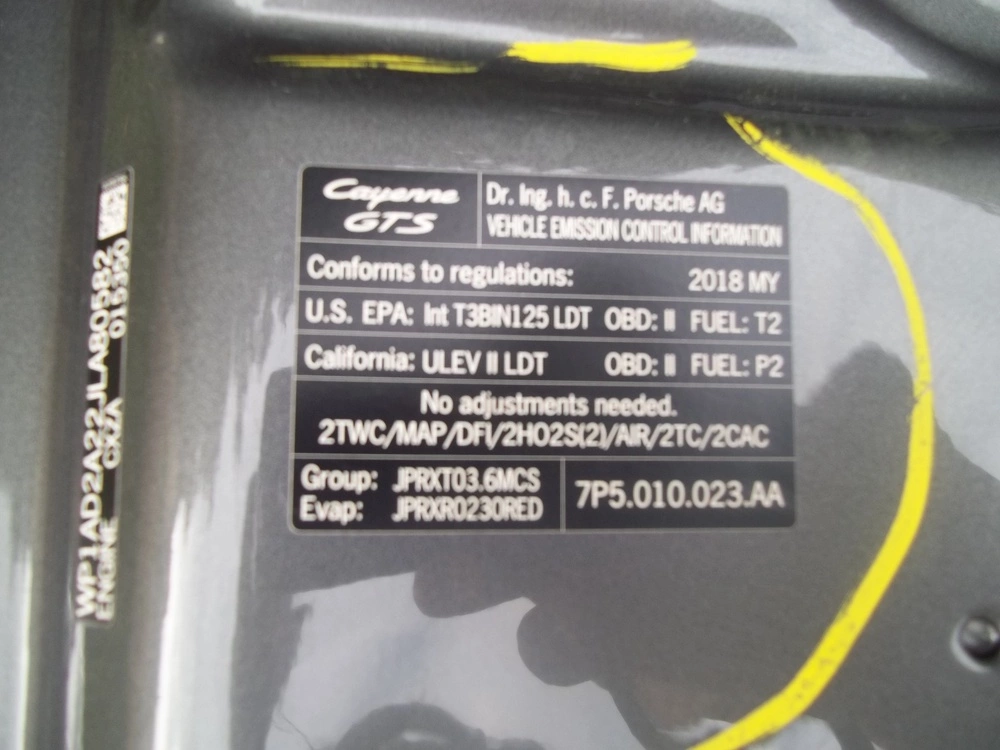 Cayenne
GTS
Dr. Ing. h. c. F. Porsche AG
VEHICLE EMISSION CONTROL INFORMATION
Conforms to regulations: 2018 MY
U.S. EPA: Int T3BIN125 LDT OBD: II FUEL: T2
California: ULEV II LDT OBD: II FUEL: P2
No adjustments needed.
2TWC/MAP/DFI/2HO2S(2)/AIR/2TC/2CAC
Group: JPRXT03.6MCS
Evap: JPRXR0230RED
7P5.010.023.AA
WP1AD2A22JLA80582
ENGINE CXZA 015390